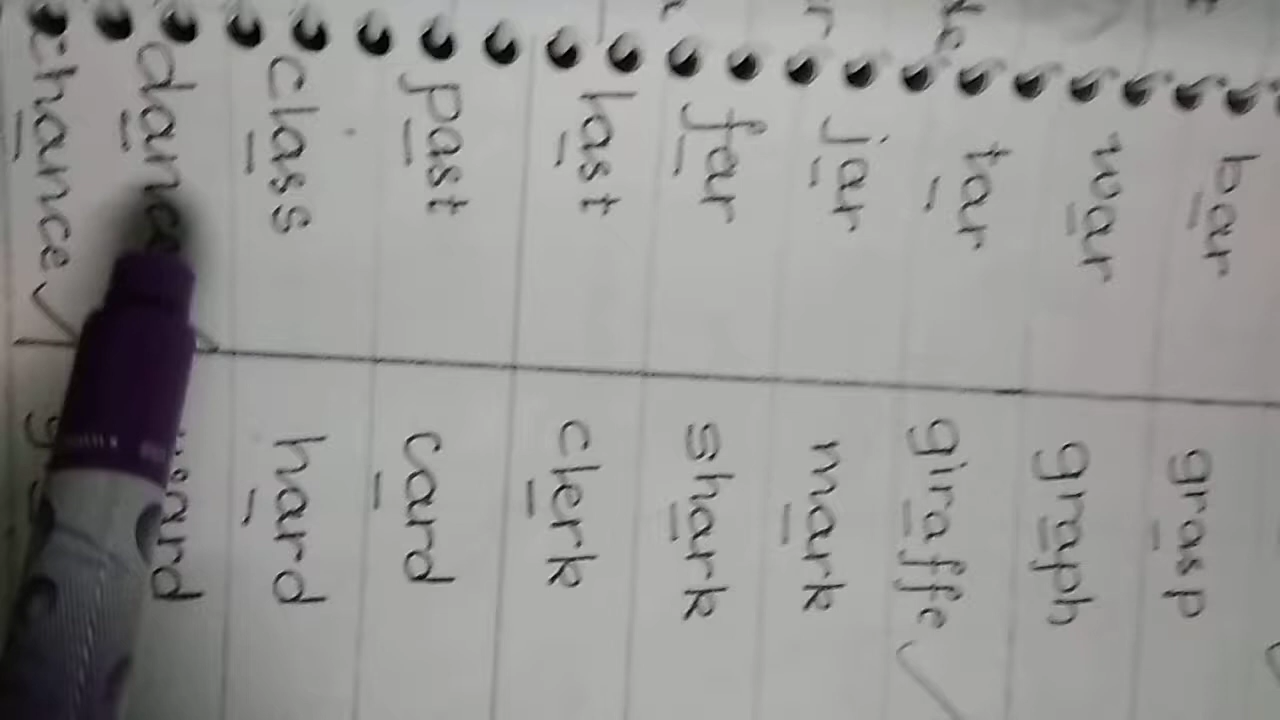 bar grasp
war graph
tar giraffe
jar mark
far shark
last clerk
past card
class hard
dance
chance